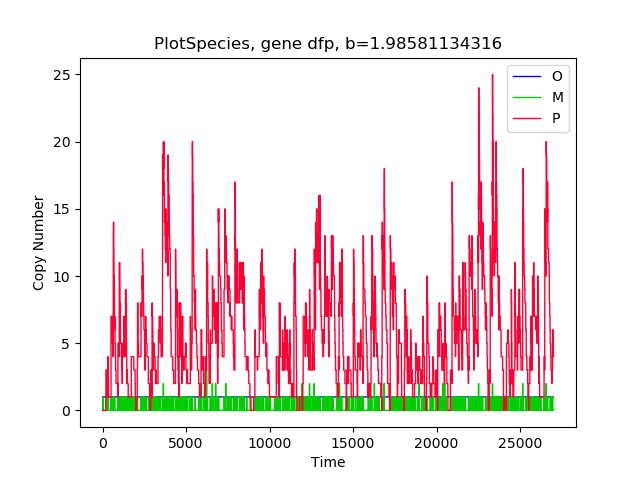 PlotSpecies, gene dfp, b=1.98581134316
O
M
P
Copy Number
25
20
15
10
5
0
0 5000 10000 15000 20000 25000
Time